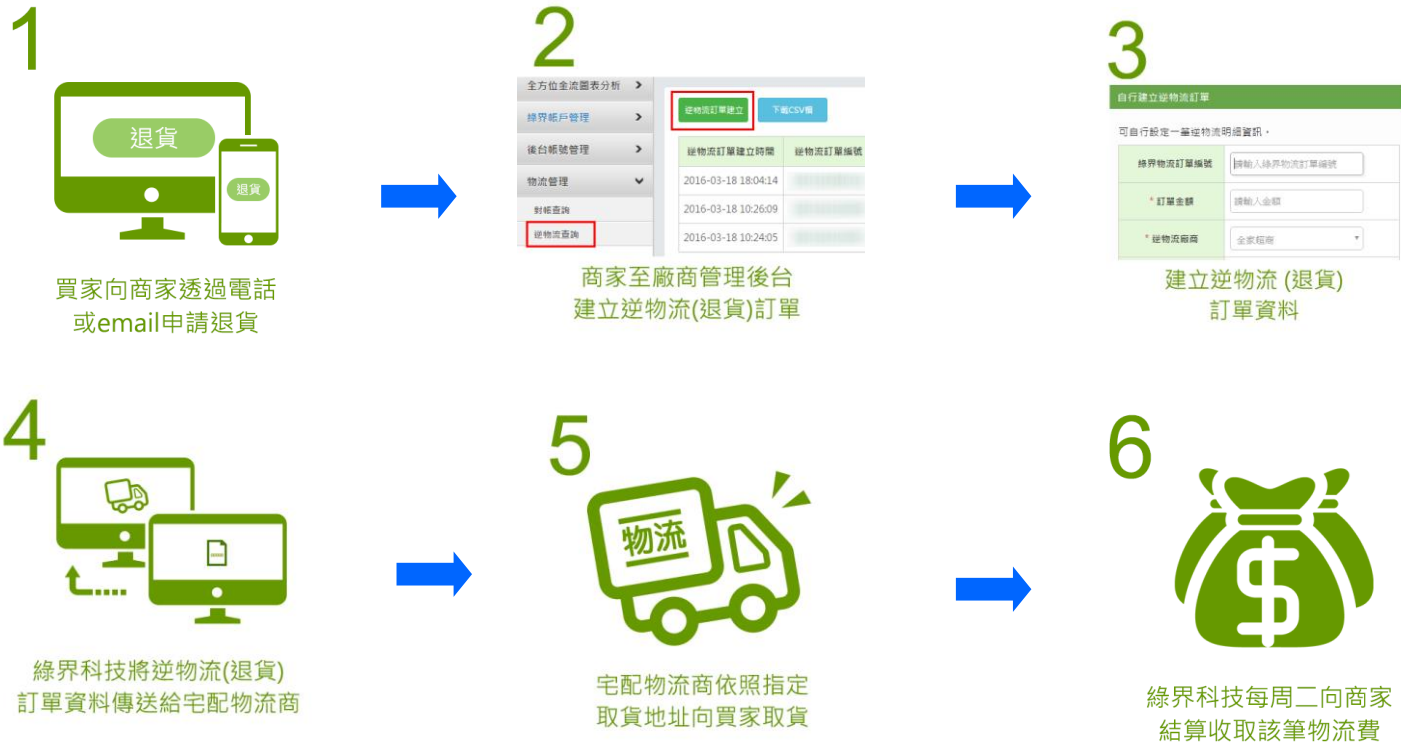 1
退貨
退貨
買家向商家透過電話
或email申請退貨
2
全方位金流圖表分析
綠界帳戶管理
後台帳號管理
物流管理
對帳查詢
逆物流查詢
逆物流訂單建立
下載CSV檔
逆物流訂單建立時間 逆物流訂單編號
2016-03-18 18:04:14
2016-03-18 10:26:09
2016-03-18 10:24:05
商家至廠商管理後台
建立逆物流(退貨)訂單
3
自行建立逆物流訂單
可自行設定一筆逆物流明細資訊。
綠界物流訂單編號 請輸入綠界物流訂單編號
* 訂單金額 請輸入金額
* 逆物流廠商 全家超商
建立逆物流 (退貨)
訂單資料
4
綠界科技將逆物流(退貨)
訂單資料傳送給宅配物流商
5
物流
宅配物流商依照指定
取貨地址向買家取貨
6
$
綠界科技每周二向商家
結算收取該筆物流費